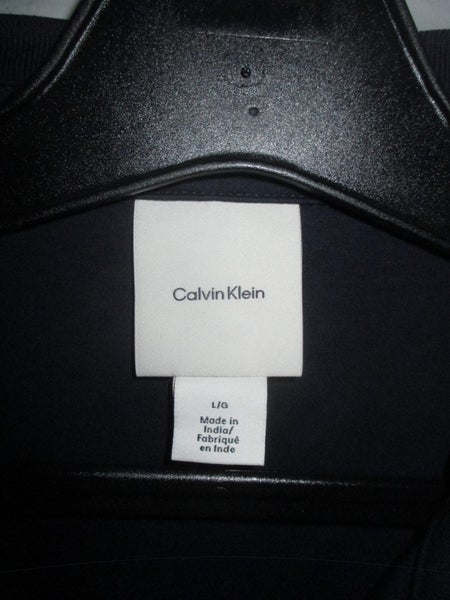 Calvin Klein
L/G
Made in
India/
Fabriqué
en Inde